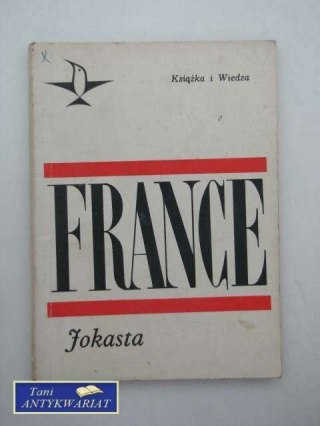 Książka i Wiedza
FRANCE
Jokasta
Tani
ANTYKWARIAT